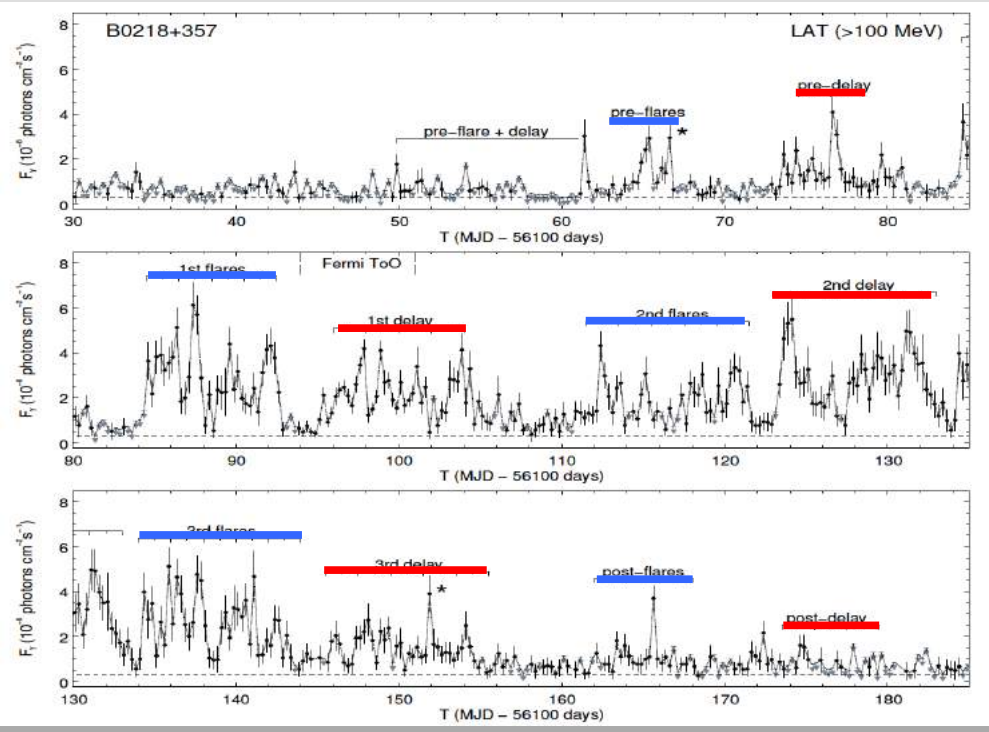 B0218+357
LAT (>100 MeV)
pre-delay
pre-flares
*
pre-flare + delay
Fγ (10⁻⁶ photons cm⁻²s⁻¹)
8
6
4
2
0
30 40 50 60 70 80
T (MJD − 56100 days)
1st flares
Fermi ToO
2nd delay
1st delay
2nd flares
Fγ (10⁻⁶ photons cm⁻²s⁻¹)
8
6
4
2
0
80 90 100 110 120 130
T (MJD − 56100 days)
3rd flares
3rd delay
*
post-flares
post-delay
Fγ (10⁻⁶ photons cm⁻²s⁻¹)
8
6
4
2
0
130 140 150 160 170 180
T (MJD − 56100 days)